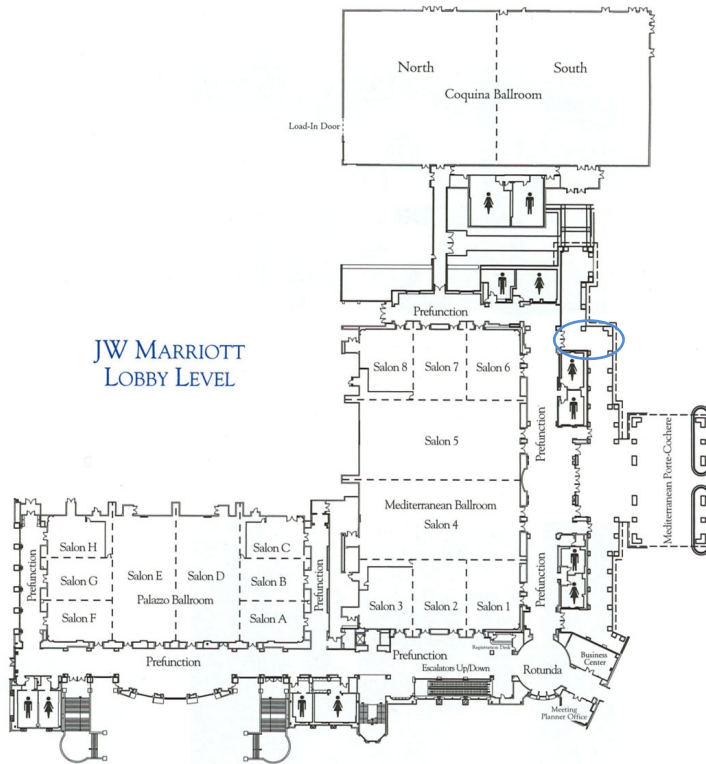 North
South
Coquina Ballroom
Load-In Door
Prefunction
JW MARRIOTT
LOBBY LEVEL
Salon 8
Salon 7
Salon 6
Prefunction
Salon 5
Mediterranean Porte-Cochere
Mediterranean Ballroom
Salon 4
Salon H
Salon C
Salon E
Salon D
Prefunction
Prefunction
Prefunction
Salon G
Salon B
Palazzo Ballroom
Salon F
Salon A
Salon 3
Salon 2
Salon 1
Registration Desk
Prefunction
Prefunction
Escalators Up/Down
Rotunda
Business
Center
Meeting
Planner Office